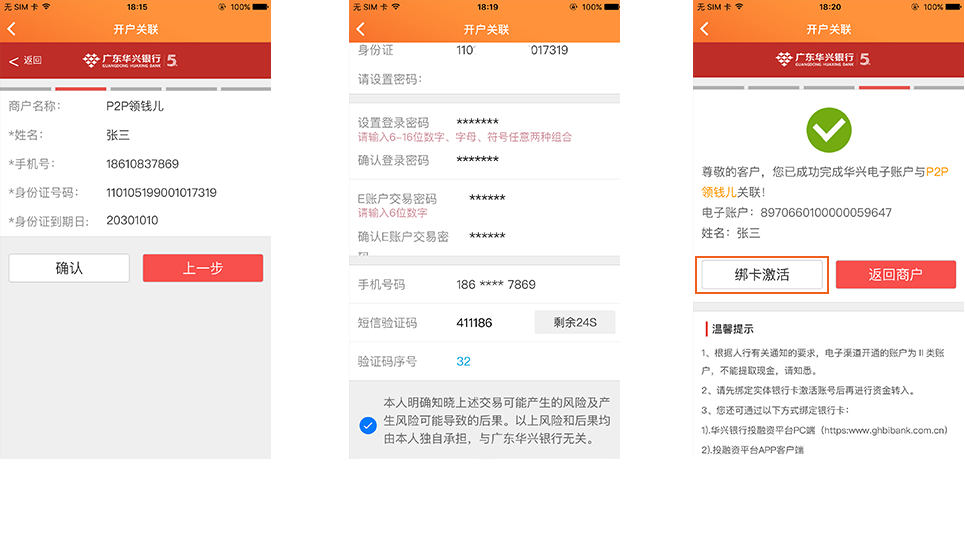 无 SIM 卡
18:15
100%
开户关联
返回
广东华兴银行
GUANGDONG HUAXING BANK
5
商户名称:
P2P领钱儿
*姓名:
张三
*手机号:
18610837869
*身份证号码:
110105199001017319
*身份证到期日:
20301010
确认
上一步
无 SIM 卡
18:19
100%
开户关联
身份证
110
017319
请设置密码:
设置登录密码
*******
请输入6-16位数字、字母、符号任意两种组合
确认登录密码
*******
E账户交易密码
******
请输入6位数字
确认E账户交易密
******
手机号码
186 **** 7869
短信验证码
411186
剩余24S
验证码序号
32
本人明确知晓上述交易可能产生的风险及产
生风险可能导致的后果。以上风险和后果均
由本人独自承担，与广东华兴银行无关。
无 SIM 卡
18:20
100%
开户关联
广东华兴银行
GUANGDONG HUAXING BANK
5
尊敬的客户，您已成功完成华兴电子账户与P2P
领钱儿关联!
电子账户: 8970660100000059647
姓名: 张三
绑卡激活
返回商户
温馨提示
1、根据人行有关通知的要求，电子渠道开通的账户为 II 类账
户，不能提取现金，请知悉。
2、请先绑定实体银行卡激活账号后再进行资金转入。
3、您还可通过以下方式绑定银行卡:
1).华兴银行投融资平台PC端（https:www.ghbibank.com.cn）
2).投融资平台APP客户端